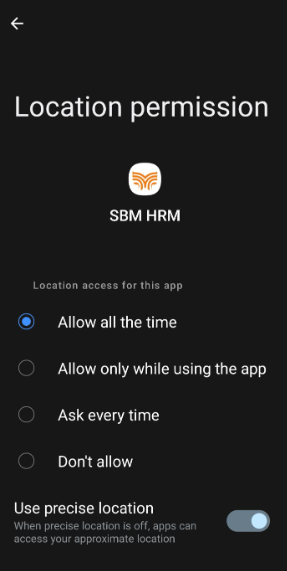 Location permission
SBM HRM
Location access for this app
Allow all the time
Allow only while using the app
Ask every time
Don't allow
Use precise location
When precise location is off, apps can
access your approximate location